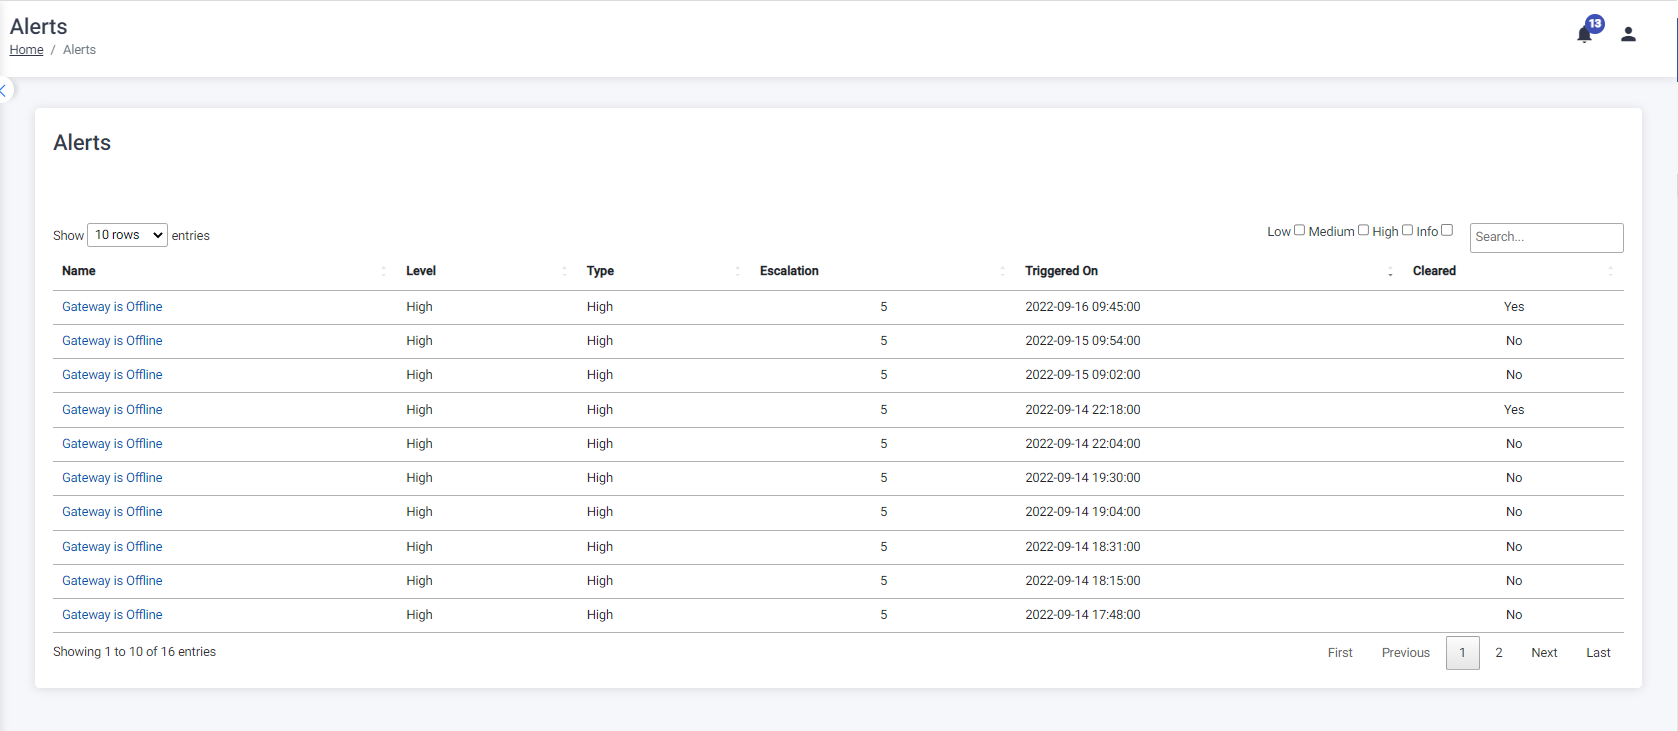 Alerts
Home / Alerts
13
Alerts
Show 10 rows entries
Low Medium High Info Search...
Name Level Type Escalation Triggered On Cleared
Gateway is Offline High High 5 2022-09-16 09:45:00 Yes
Gateway is Offline High High 5 2022-09-15 09:54:00 No
Gateway is Offline High High 5 2022-09-15 09:02:00 No
Gateway is Offline High High 5 2022-09-14 22:18:00 Yes
Gateway is Offline High High 5 2022-09-14 22:04:00 No
Gateway is Offline High High 5 2022-09-14 19:30:00 No
Gateway is Offline High High 5 2022-09-14 19:04:00 No
Gateway is Offline High High 5 2022-09-14 18:31:00 No
Gateway is Offline High High 5 2022-09-14 18:15:00 No
Gateway is Offline High High 5 2022-09-14 17:48:00 No
Showing 1 to 10 of 16 entries First Previous 1 2 Next Last